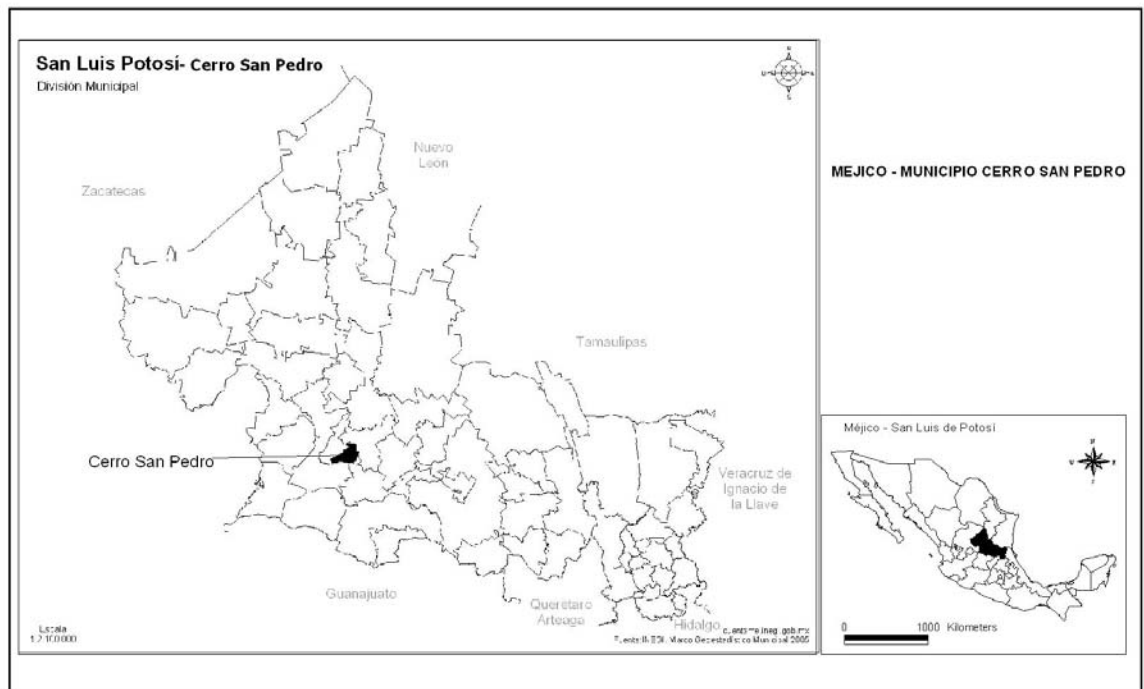 San Luis Potosí- Cerro San Pedro
División Municipal
Nuevo
León
Zacatecas
MEJICO - MUNICIPIO CERRO SAN PEDRO
Tamaulipas
Cerro San Pedro
Veracruz de
Ignacio de
la Llave
Guanajuato
Querétaro
Arteaga
Hidalgo
Escala
Méjico - San Luis de Potosí
0 1000 Kilometers